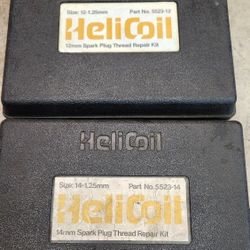 Size: 12-1.25mm Part No. 5523-12
HeliCoil
12mm Spark Plug Thread Repair Kit
HeliCoil
Size: 14-1.25mm Part No. 5523-14
HeliCoil
14mm Spark Plug Thread Repair Kit